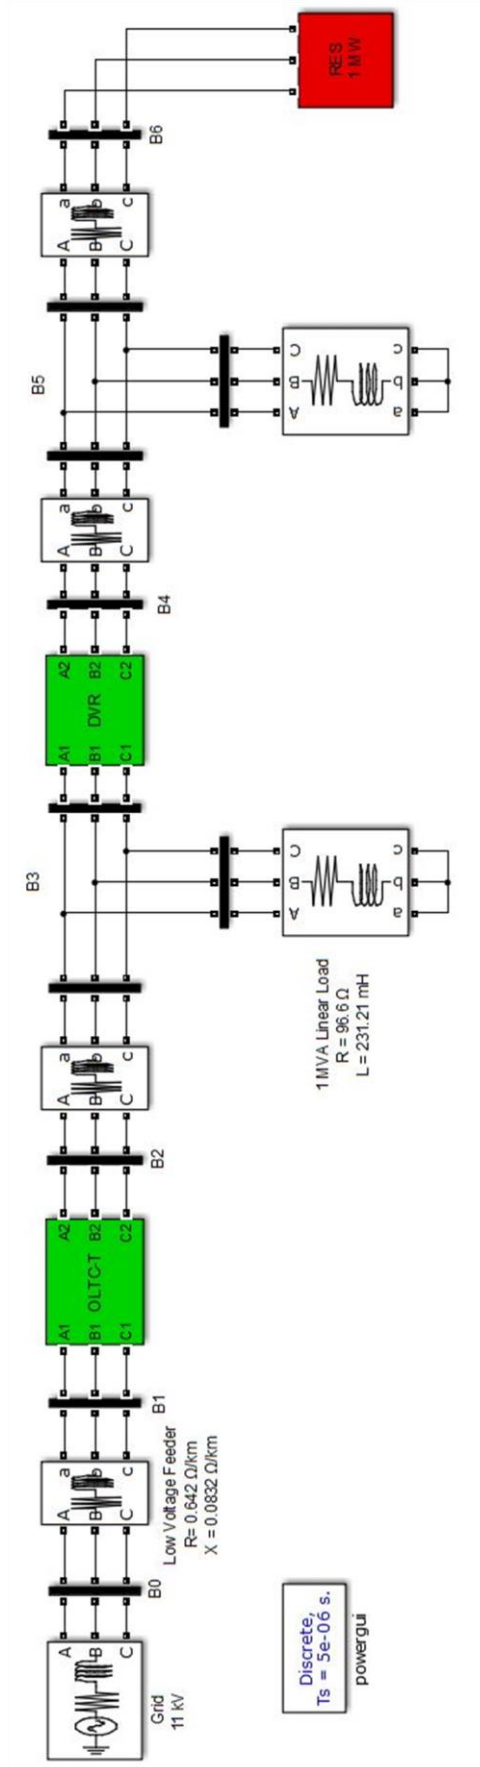 A
B
C
Grid
11 kV
B0
A
B
C
a
b
c
Low Voltage Feeder
R= 0.642 Ω/km
X = 0.0832 Ω/km
B1
A1
B1
C1
OLTC-T
A2
B2
C2
B2
A
B
C
a
b
c
B3
A
B
C
a
b
c
1MVA Linear Load
R = 96.6 Ω
L = 231.21 mH
A1
B1
C1
DVR
A2
B2
C2
B4
A
B
C
a
b
c
B5
A
B
C
a
b
c
A
B
C
a
b
c
B6
RES
1 MW
Discrete,
Ts = 5e-06 s.
powergui